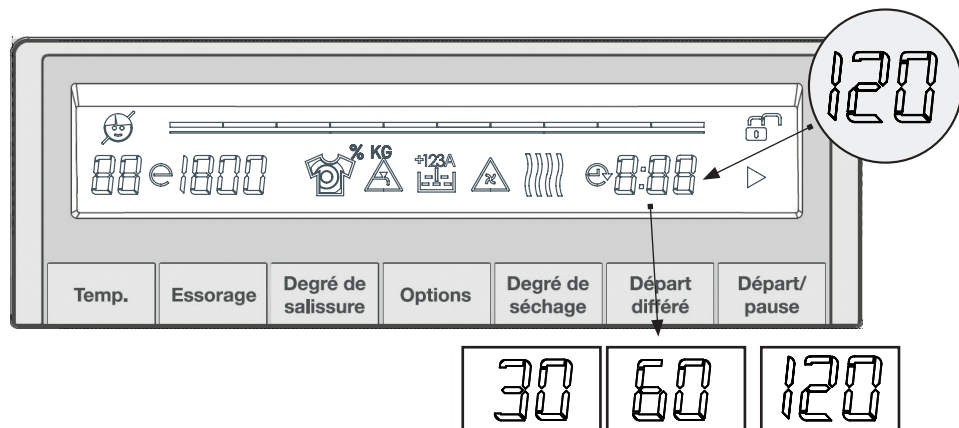 120
% KG
+123A
88 e 1800 8:88
Temp.
Essorage
Degré de
salissure
Options
Degré de
séchage
Départ
différé
Départ/
pause
30 60 120